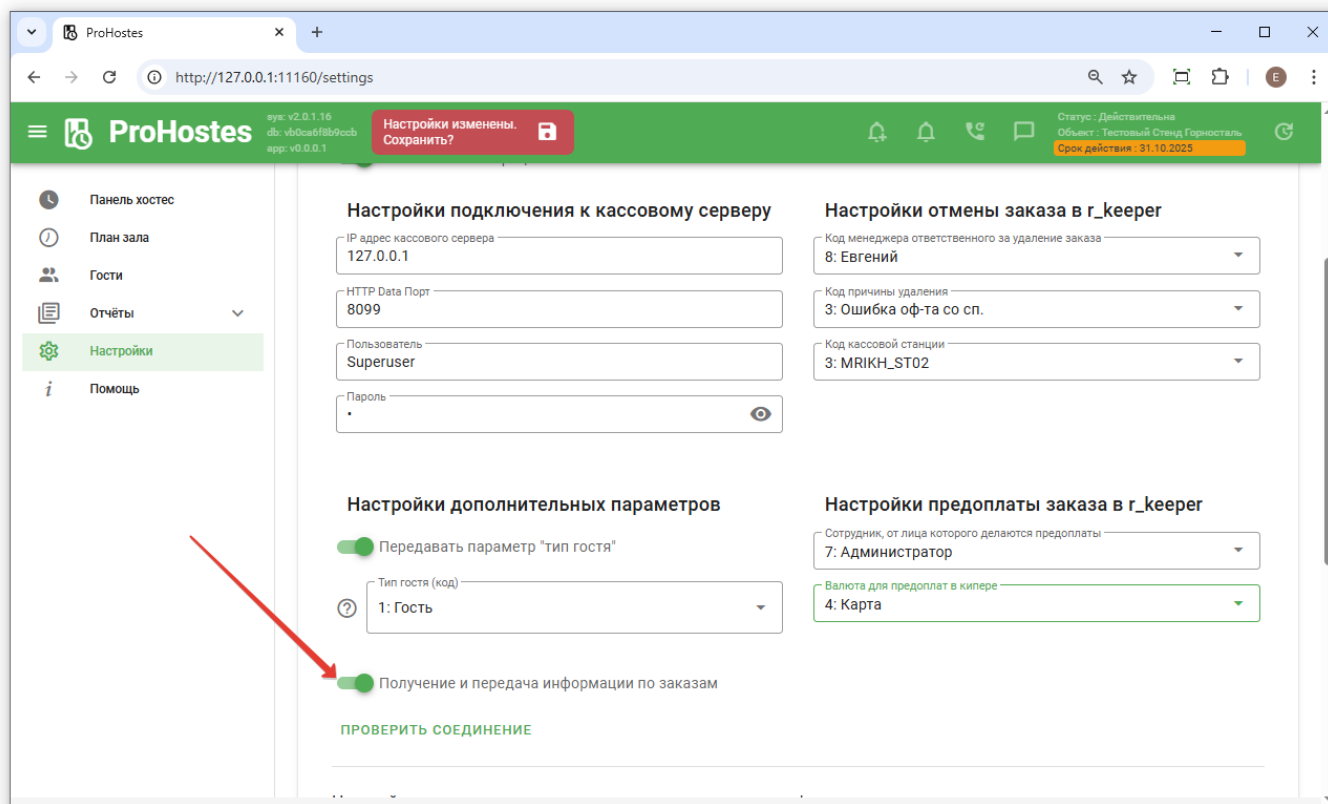 ProHostes
http://127.0.0.1:11160/settings
E
ProHostes
sys: v2.0.1.16
db: vb0ca6f8b9ccb
app: v0.0.0.1
Настройки изменены.
Сохранить?
Статус : Действительна
Объект : Тестовый Стенд Горносталь
Срок действия : 31.10.2025
Панель хостес
План зала
Гости
Отчёты
Настройки
Помощь
Настройки подключения к кассовому серверу
IP адрес кассового сервера
127.0.0.1
HTTP Data Порт
8099
Пользователь
Superuser
Пароль
Настройки отмены заказа в r_keeper
Код менеджера ответственного за удаление заказа
8: Евгений
Код причины удаления
3: Ошибка оф-та со сп.
Код кассовой станции
3: MRIKH_ST02
Настройки дополнительных параметров
Передавать параметр "тип гостя"
Тип гостя (код)
1: Гость
Получение и передача информации по заказам
ПРОВЕРИТЬ СОЕДИНЕНИЕ
Настройки предоплаты заказа в r_keeper
Сотрудник, от лица которого делаются предоплаты
7: Администратор
Валюта для предоплат в кипере
4: Карта